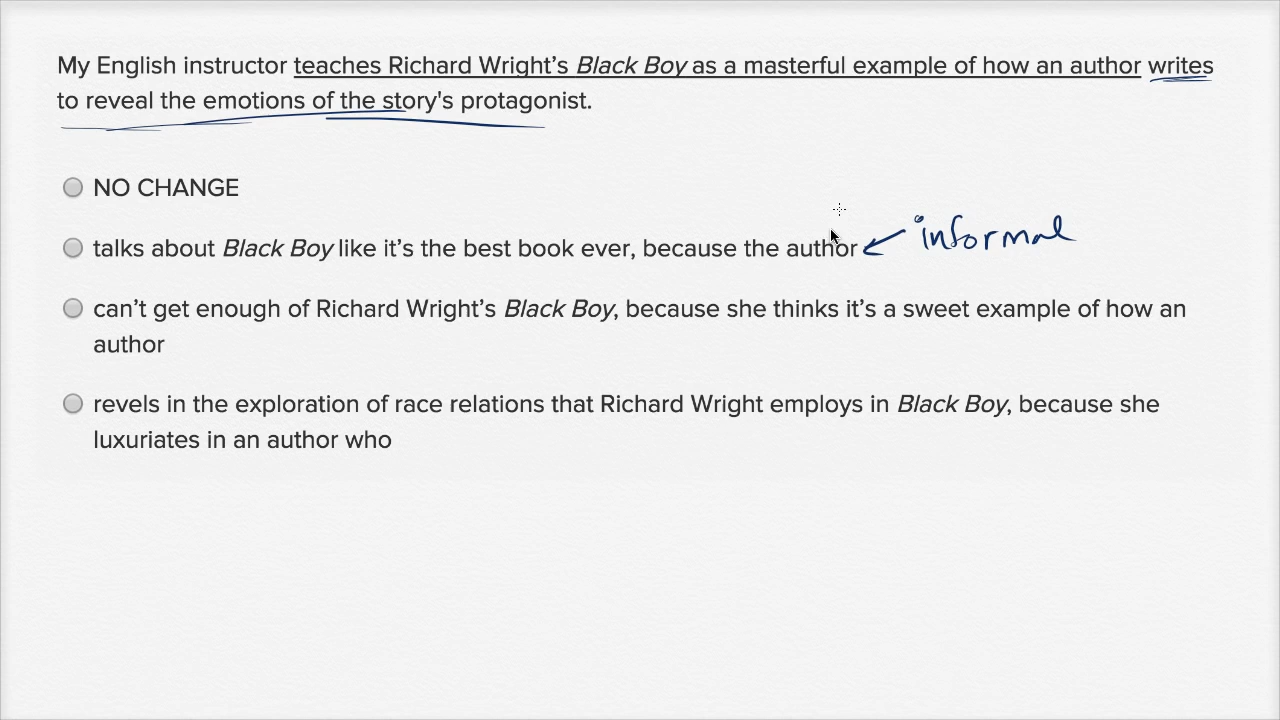 My English instructor teaches Richard Wright’s Black Boy as a masterful example of how an author writes
to reveal the emotions of the story's protagonist.
NO CHANGE
talks about Black Boy like it’s the best book ever, because the author
informal
can’t get enough of Richard Wright’s Black Boy, because she thinks it’s a sweet example of how an
author
revels in the exploration of race relations that Richard Wright employs in Black Boy, because she
luxuriates in an author who